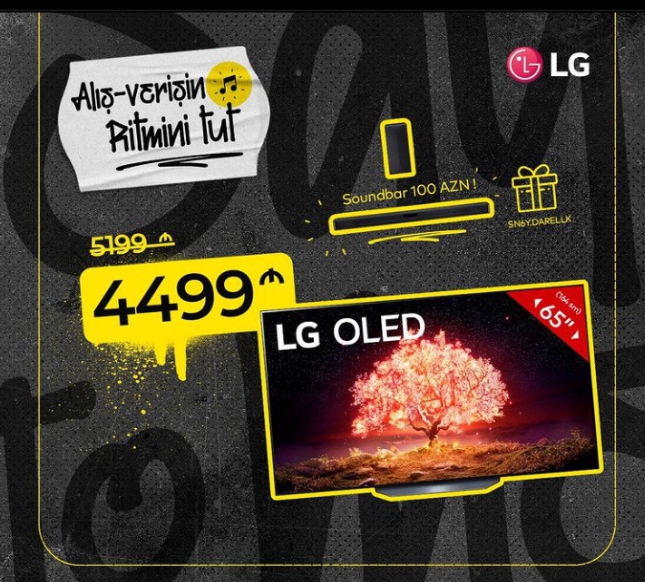 Alış-verişin
Ritmini tut
LG
Soundbar 100 AZN !
SN6Y.DARELLK
5199 ₼
4499 ₼
LG OLED
(164 sm)
65"